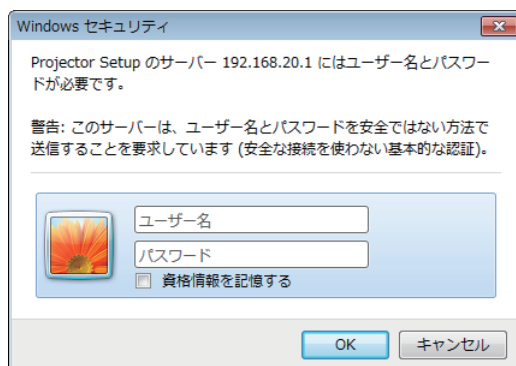 Windows セキュリティ
Projector Setup のサーバー 192.168.20.1 にはユーザー名とパスワー
ドが必要です。
警告: このサーバーは、ユーザー名とパスワードを安全ではない方法で
送信することを要求しています (安全な接続を使わない基本的な認証)。
ユーザー名
パスワード
資格情報を記憶する
OK
キャンセル